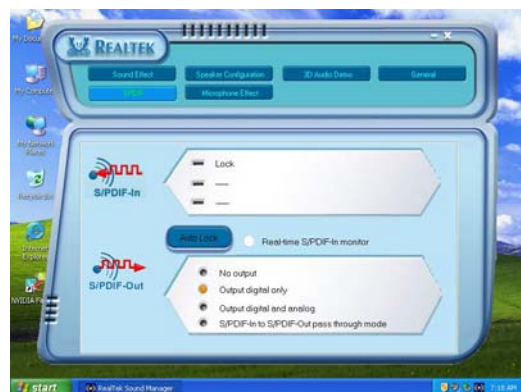 REALTEK
Sound Effect
Speaker Configuration
3D Audio Demo
General
S/PDIF
Microphone Effect
S/PDIF-In
Lock
Auto Lock
Real-time S/PDIF-In monitor
S/PDIF-Out
No output
Output digital only
Output digital and analog
S/PDIF-In to S/PDIF-Out pass through mode
My Computer
My Network
Places
Recycle Bin
Internet
Explorer
start
RealTek Sound Manager
7:18 AM